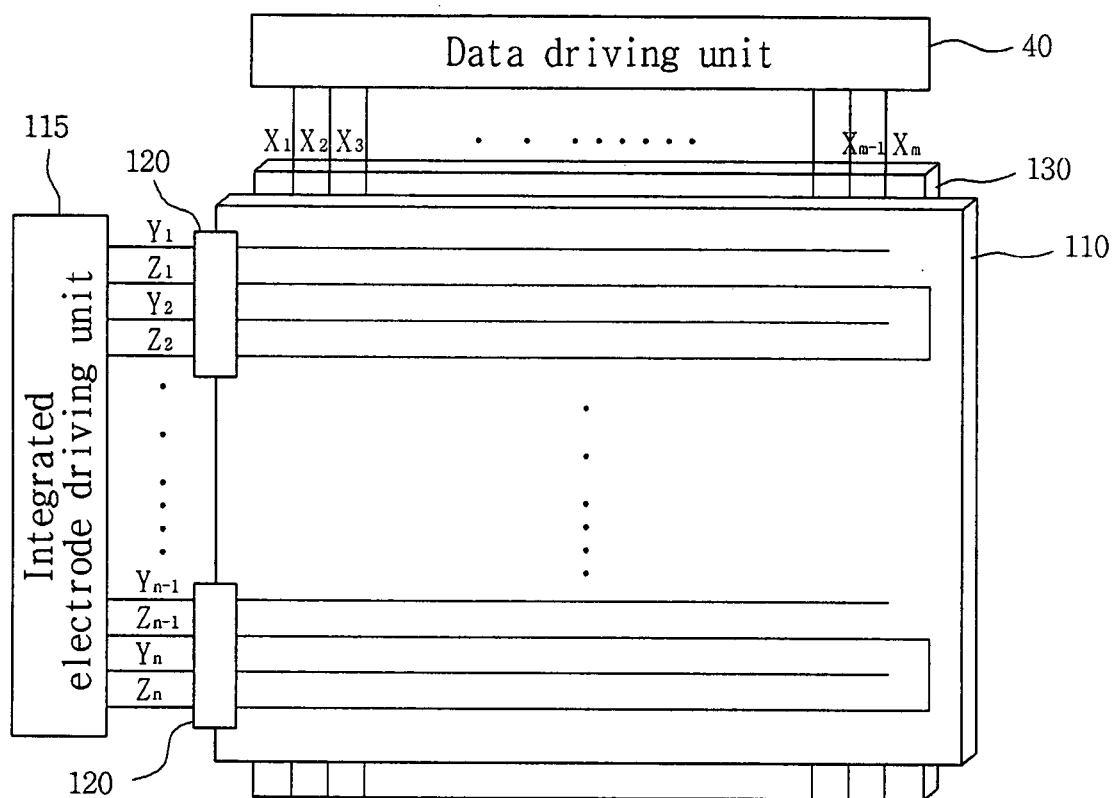 Data driving unit
40
X1 X2 X3 Xm-1 Xm
115
120
130
110
Integrated
electrode driving unit
Y1
Z1
Y2
Z2
Yn-1
Zn-1
Yn
Zn
120